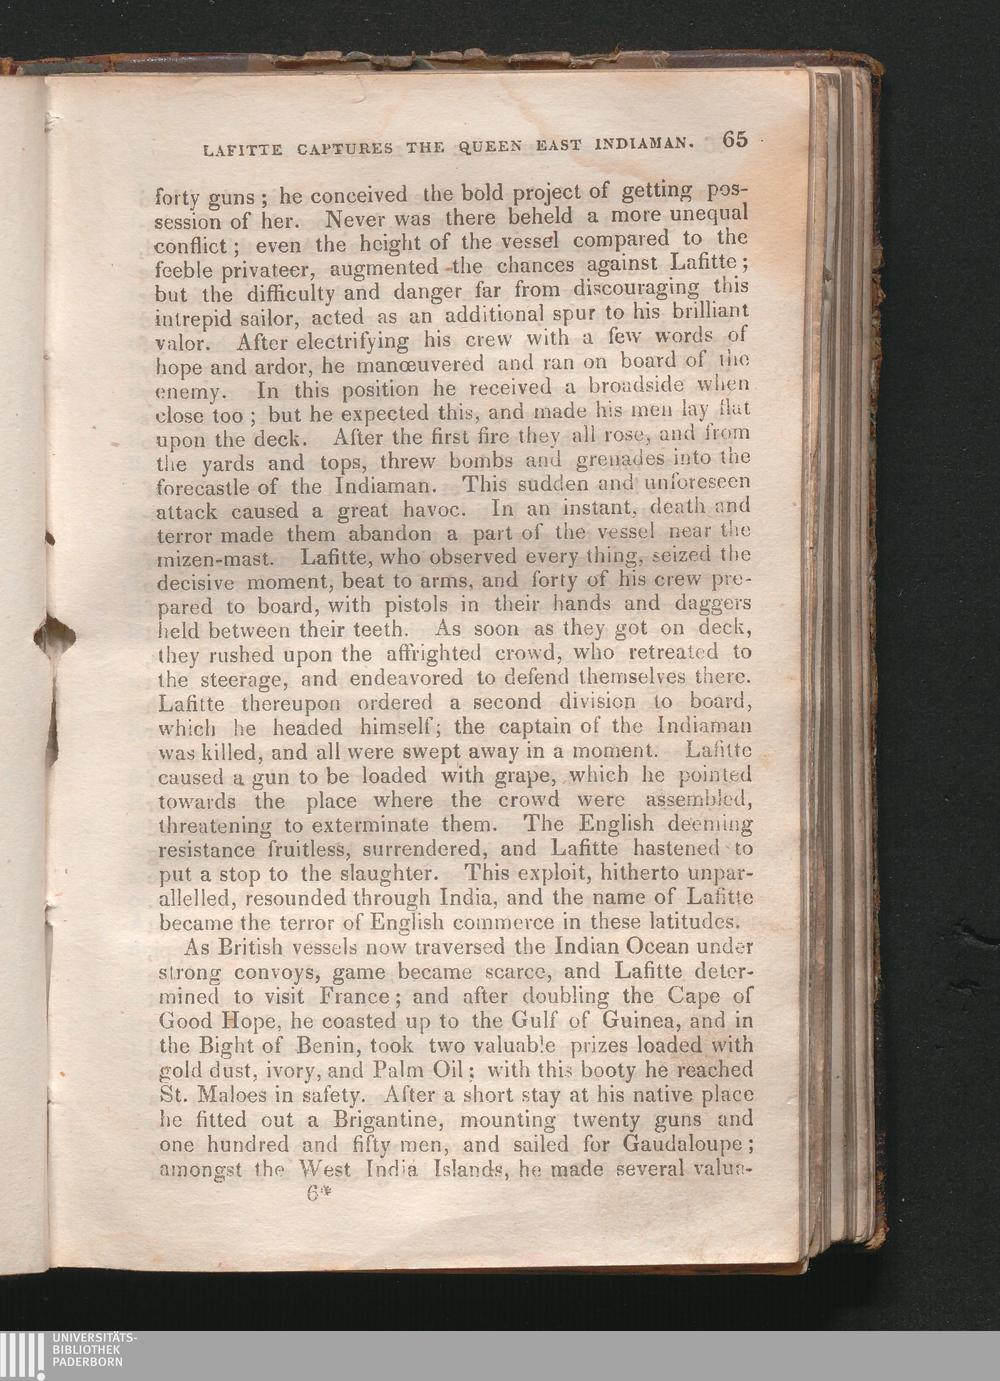 LAFITTE CAPTURES THE QUEEN EAST INDIAMAN. 65
forty guns ; he conceived the bold project of getting pos-
session of her. Never was there beheld a more unequal
conflict ; even the height of the vessel compared to the
feeble privateer, augmented the chances against Lafitte ;
but the difficulty and danger far from discouraging this
intrepid sailor, acted as an additional spur to his brilliant
valor. After electrifying his crew with a few words of
hope and ardor, he manœuvered and ran on board of the
enemy. In this position he received a broadside when
close too ; but he expected this, and made his men lay flat
upon the deck. After the first fire they all rose, and from
the yards and tops, threw bombs and grenades into the
forecastle of the Indiaman. This sudden and unforeseen
attack caused a great havoc. In an instant, death and
terror made them abandon a part of the vessel near the
mizen-mast. Lafitte, who observed every thing, seized the
decisive moment, beat to arms, and forty of his crew pre-
pared to board, with pistols in their hands and daggers
held between their teeth. As soon as they got on deck,
they rushed upon the affrighted crowd, who retreated to
the steerage, and endeavored to defend themselves there.
Lafitte thereupon ordered a second division to board,
which he headed himself; the captain of the Indiaman
was killed, and all were swept away in a moment. Lafitte
caused a gun to be loaded with grape, which he pointed
towards the place where the crowd were assembled,
threatening to exterminate them. The English deeming
resistance fruitless, surrendered, and Lafitte hastened to
put a stop to the slaughter. This exploit, hitherto unpar-
allelled, resounded through India, and the name of Lafitte
became the terror of English commerce in these latitudes.
As British vessels now traversed the Indian Ocean under
strong convoys, game became scarce, and Lafitte deter-
mined to visit France ; and after doubling the Cape of
Good Hope, he coasted up to the Gulf of Guinea, and in
the Bight of Benin, took two valuable prizes loaded with
gold dust, ivory, and Palm Oil ; with this booty he reached
St. Maloes in safety. After a short stay at his native place
he fitted out a Brigantine, mounting twenty guns and
one hundred and fifty men, and sailed for Gaudaloupe ;
amongst the West India Islands, he made several valua-
6*
UNIVERSITÄTS-
BIBLIOTHEK
PADERBORN